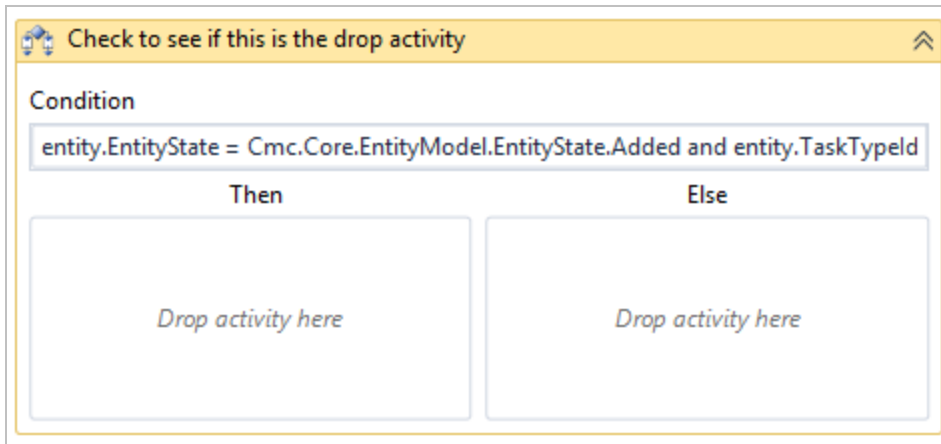 Check to see if this is the drop activity
Condition
entity.EntityState = Cmc.Core.EntityModel.EntityState.Added and entity.TaskTypeId
Then Else
Drop activity here Drop activity here